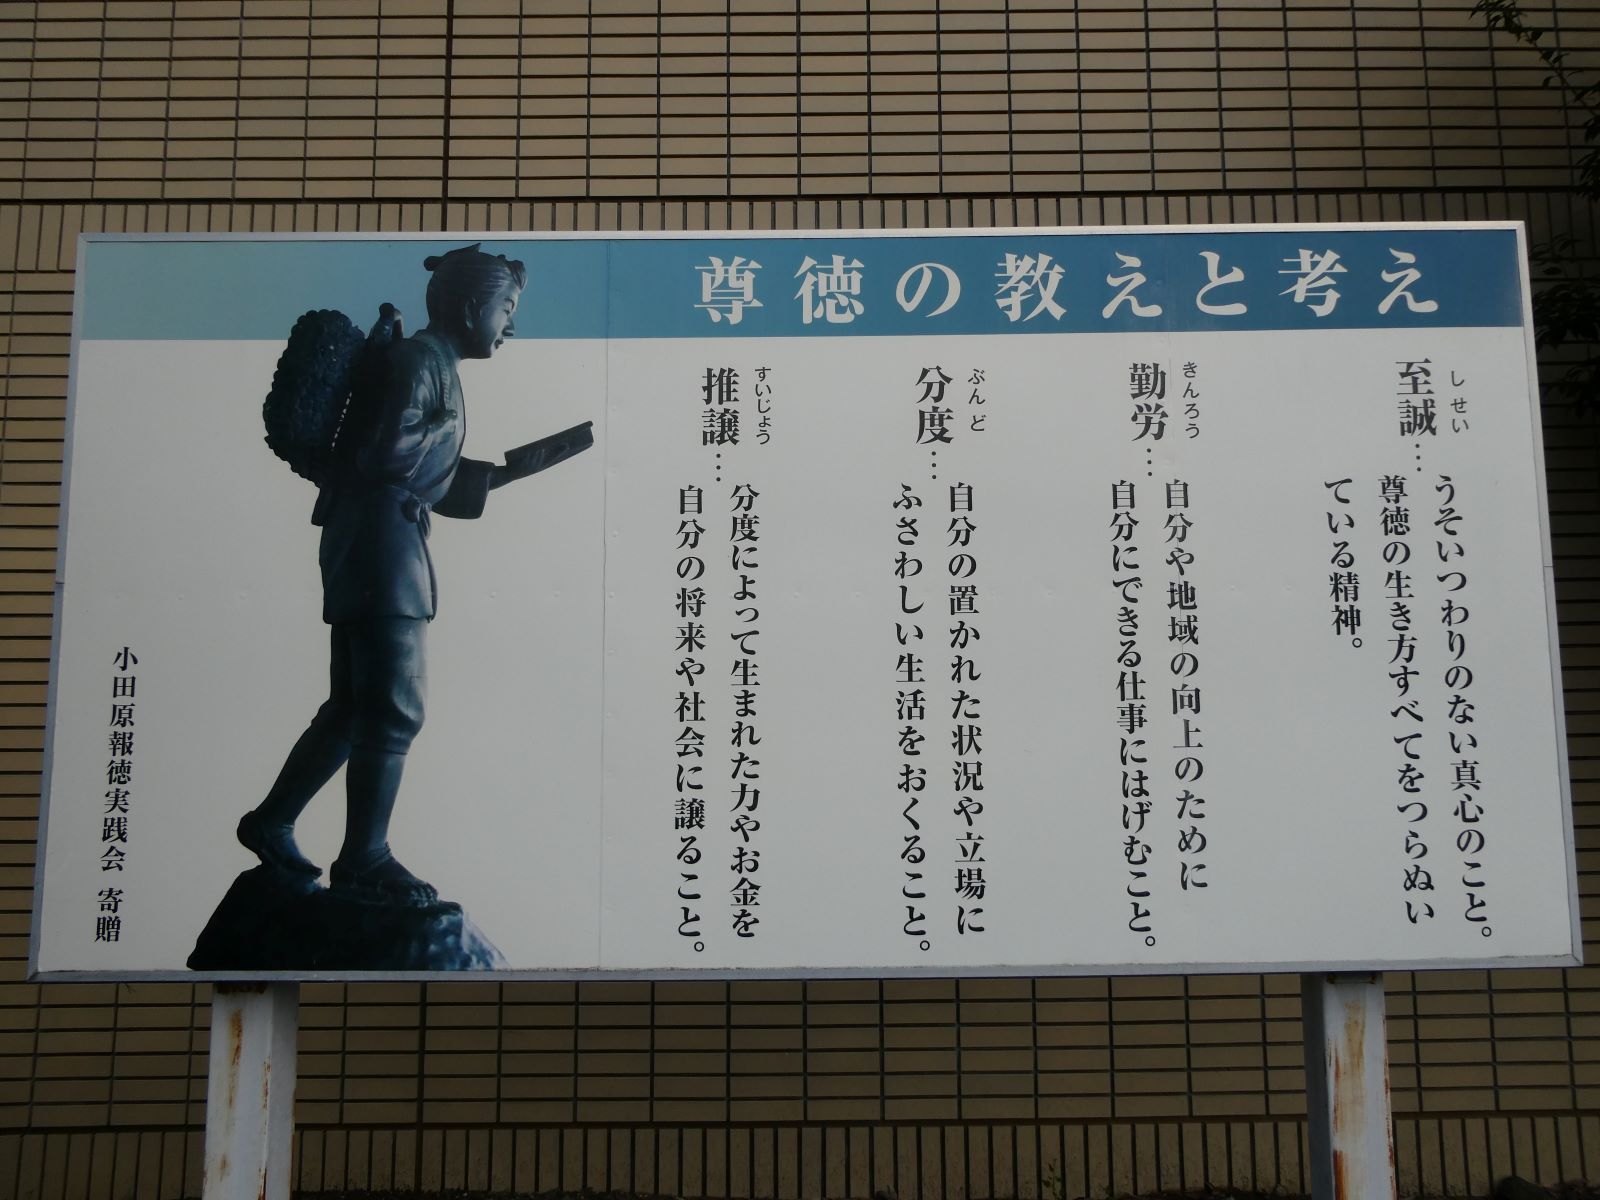 尊徳の教えと考え
至誠…
しせい
うそいつわりのない真心のこと。
尊徳の生き方すべてをつらぬい
ている精神。
勤労…
きんろう
自分や地域の向上のために
自分にできる仕事にはげむこと。
分度…
ぶんど
自分の置かれた状況や立場に
ふさわしい生活をおくること。
推譲…
すいじょう
分度によって生まれた力やお金を
自分の将来や社会に譲ること。
小田原報徳実践会 寄贈